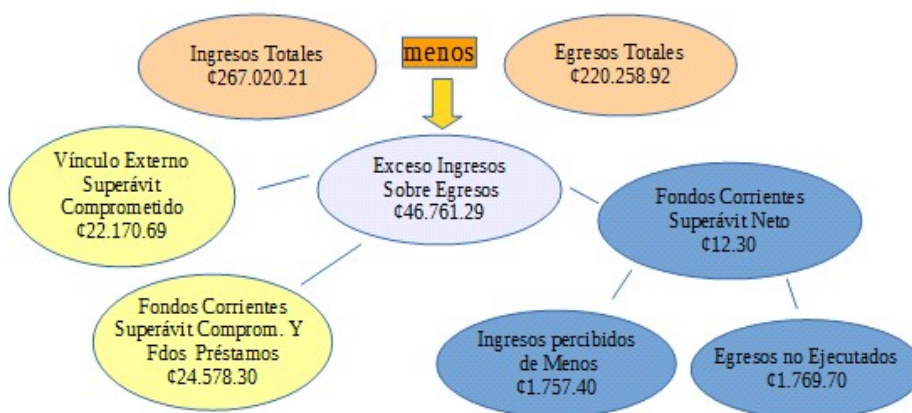 Ingresos Totales
¢267.020.21
menos
Egresos Totales
¢220.258.92
Exceso Ingresos
Sobre Egresos
¢46.761.29
Vínculo Externo
Superávit
Comprometido
¢22.170.69
Fondos Corrientes
Superávit Neto
¢12.30
Fondos Corrientes
Superávit Comprom. Y
Fdos Préstamos
¢24.578.30
Ingresos percibidos
de Menos
¢1.757.40
Egresos no Ejecutados
¢1.769.70